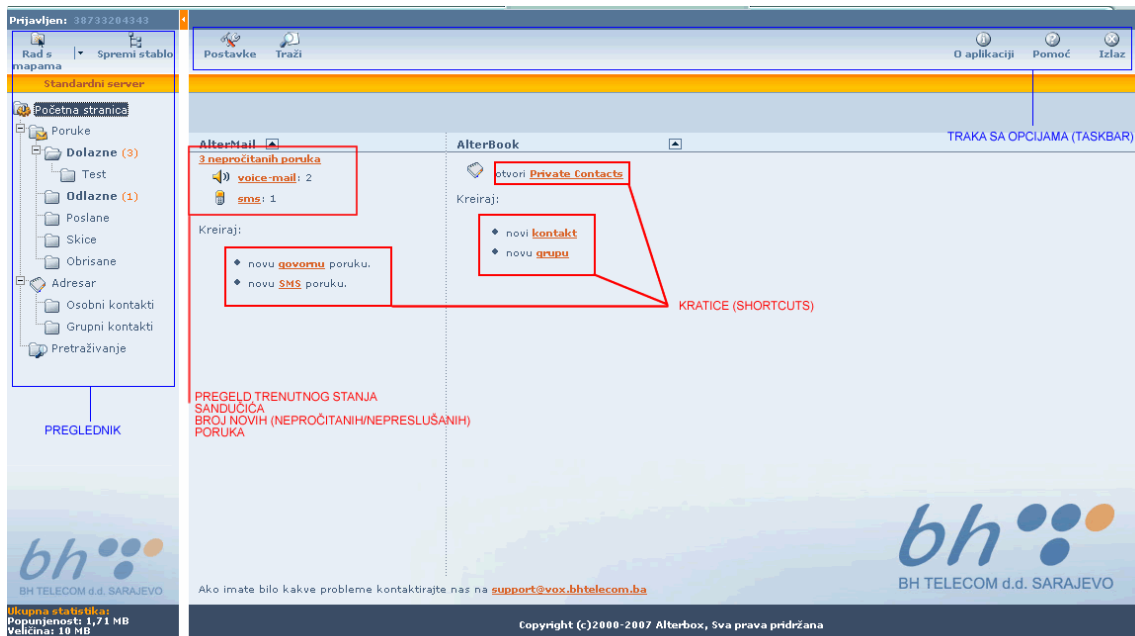 Prijavljen: 38733204343
Rad s mapama
Spremi stablo
Postavke
Traži
O aplikaciji
Pomoć
Izlaz
Standardni server
Početna stranica
Poruke
Dolazne (3)
Test
Odlazne (1)
Poslane
Skice
Obrisane
Adresar
Osobni kontakti
Grupni kontakti
Pretraživanje
PREGLEDNIK
TRAKA SA OPCIJAMA (TASKBAR)
AlterMail
3 nepročitanih poruka
voice-mail: 2
sms: 1
Kreiraj:
novu govornu poruku.
novu SMS poruku.
AlterBook
otvori Private Contacts
Kreiraj:
novi kontakt
novu grupu
KRATICE (SHORTCUTS)
PREGELD TRENUTNOG STANJA
SANDUČIĆA
BROJ NOVIH (NEPROČITANIH/NEPRESLUŠANIH)
PORUKA
bh
BH TELECOM d.d. SARAJEVO
bh
BH TELECOM d.d. SARAJEVO
Ako imate bilo kakve probleme kontaktirajte nas na support@vox.bhtelecom.ba
Ukupna statistika:
Popunjenost: 1,71 MB
Veličina: 10 MB
Copyright (c)2000-2007 Alterbox, Sva prava pridržana